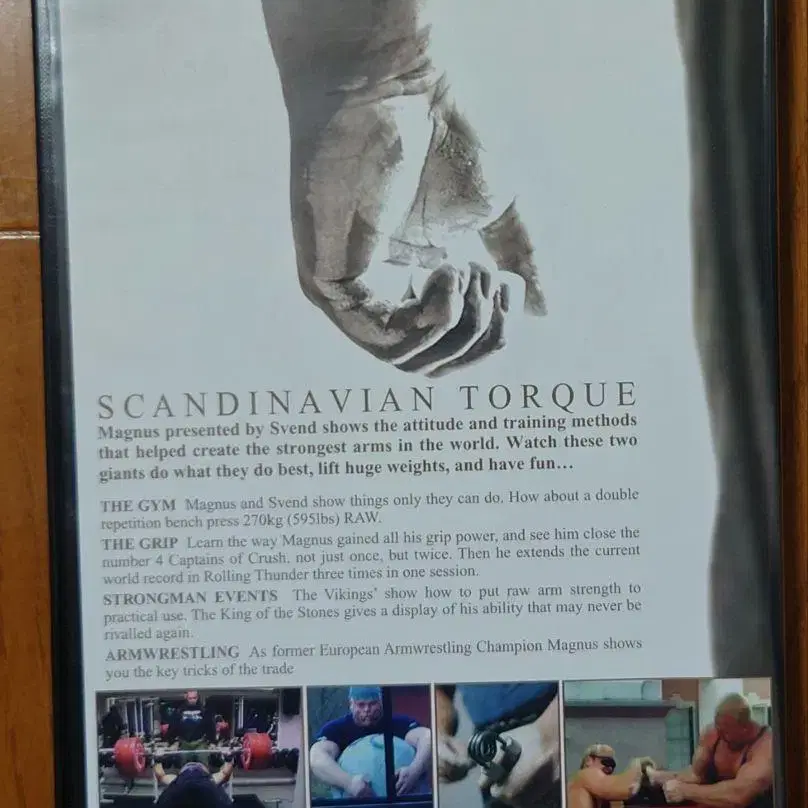 SCANDINAVIAN TORQUE
Magnus presented by Svend shows the attitude and training methods
that helped create the strongest arms in the world. Watch these two
giants do what they do best, lift huge weights, and have fun…
THE GYM Magnus and Svend show things only they can do. How about a double
repetition bench press 270kg (595lbs) RAW.
THE GRIP Learn the way Magnus gained all his grip power, and see him close the
number 4 Captains of Crush, not just once, but twice. Then he extends the current
world record in Rolling Thunder three times in one session.
STRONGMAN EVENTS The Vikings' show how to put raw arm strength to
practical use. The King of the Stones gives a display of his ability that may never be
rivalled again.
ARMWRESTLING As former European Armwrestling Champion Magnus shows
you the key tricks of the trade